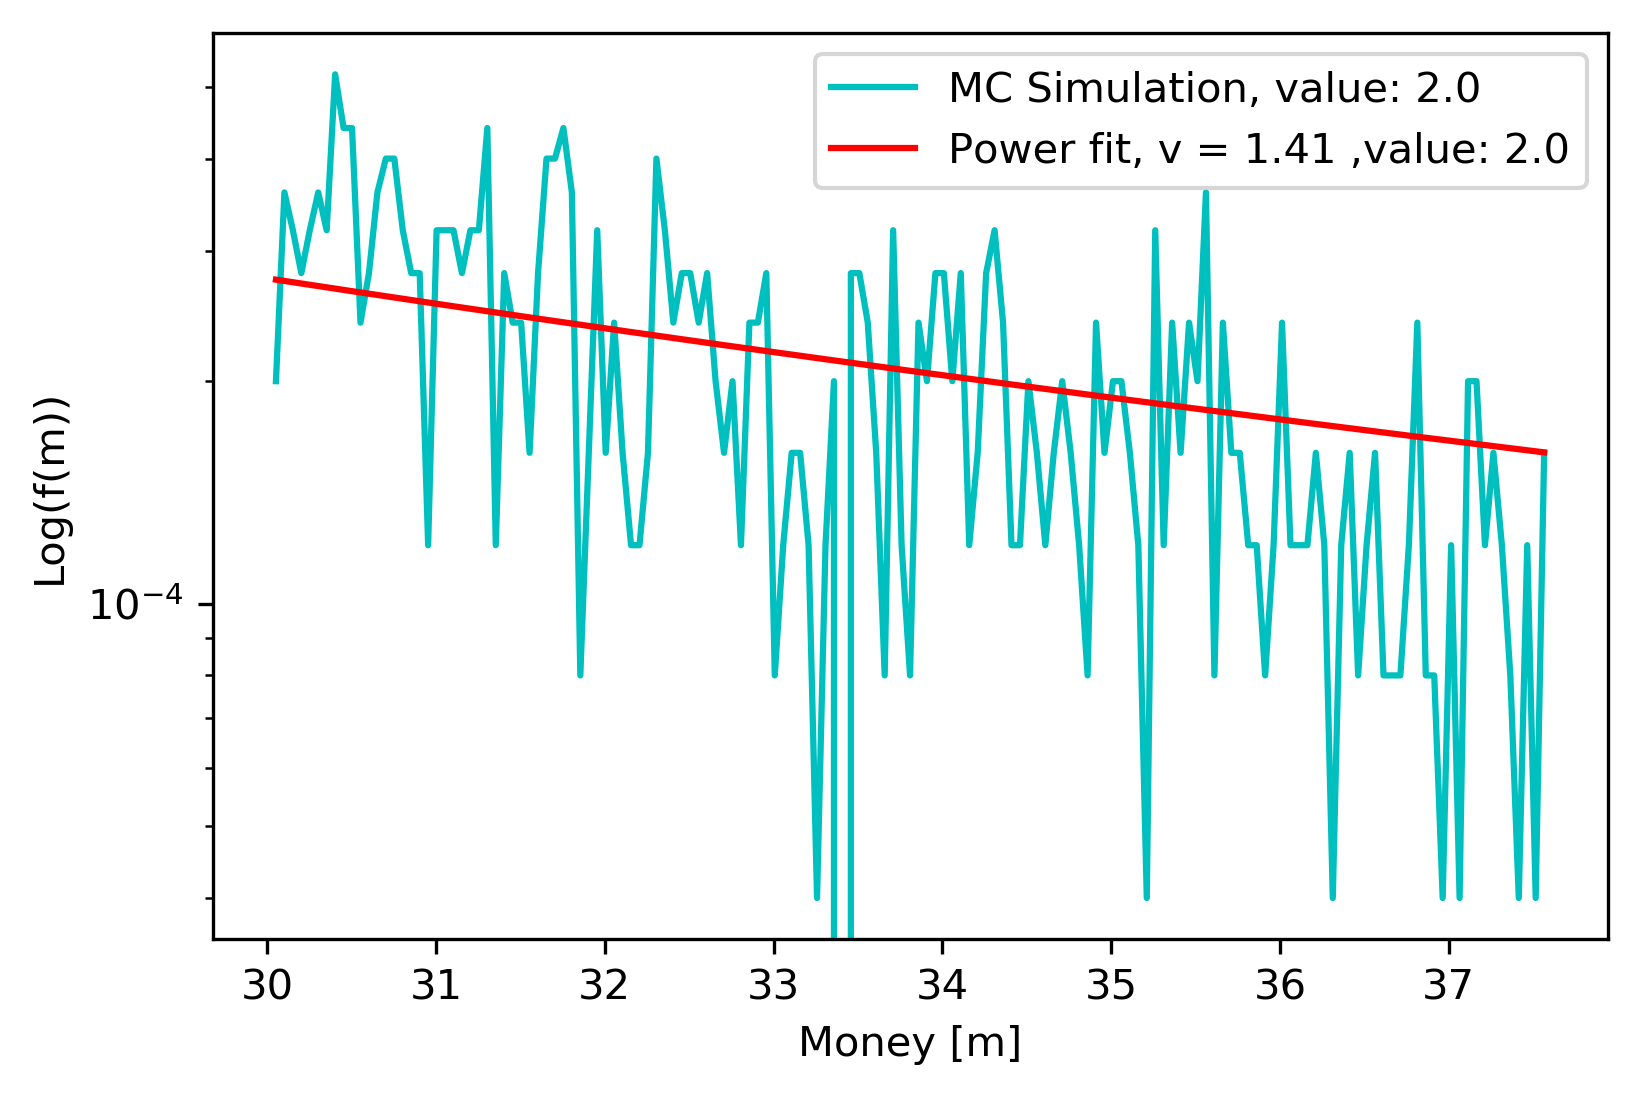 MC Simulation, value: 2.0
Power fit, v = 1.41 ,value: 2.0
Log(f(m))
10⁻⁴
30 31 32 33 34 35 36 37
Money [m]